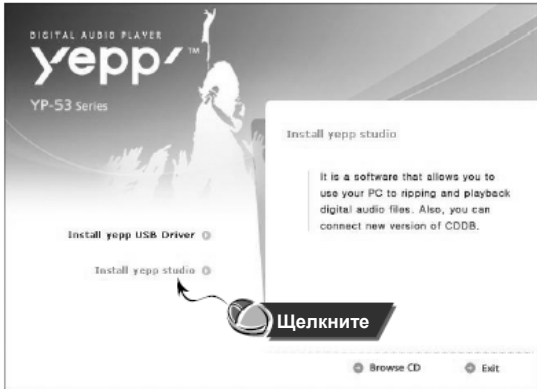 DIGITAL AUDIO PLAYER
yepp' ™
YP-53 Series
Install yepp studio
It is a software that allows you to
use your PC to ripping and playback
digital audio files. Also, you can
connect new version of CDDB.
Install yepp USB Driver
Install yepp studio
Щелкните
Browse CD
Exit